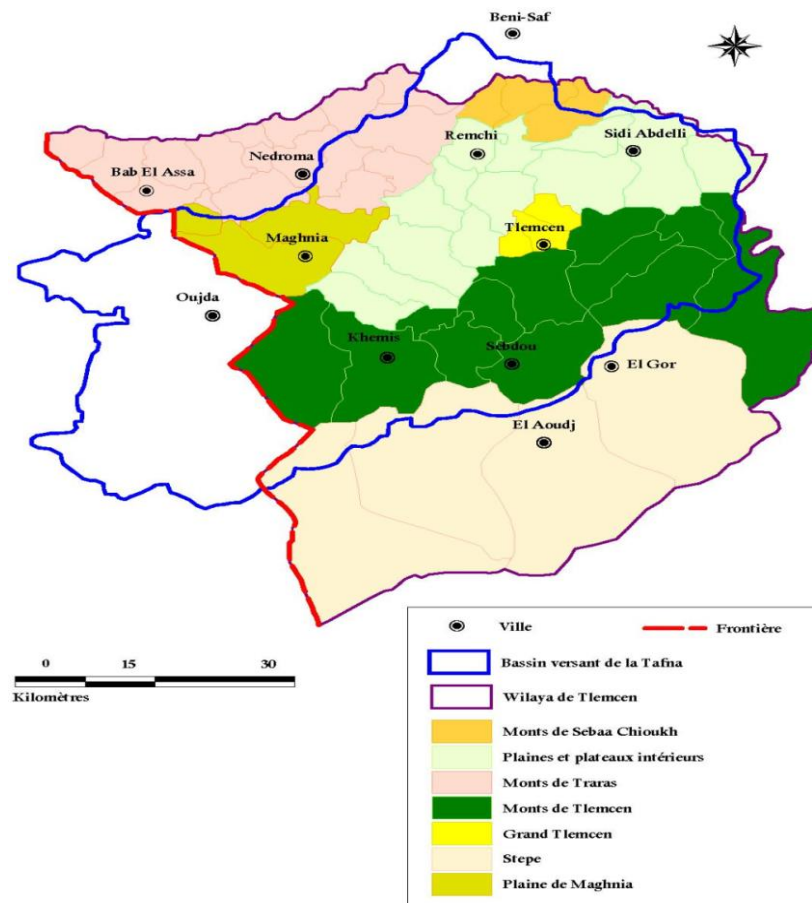 Beni-Saf
Remchi
Sidi Abdelli
Nedroma
Bab El Assa
Tlemcen
Maghnia
Oujda
Khemis
Sebdou
El Gor
El Aoudj
0 15 30
Kilomètres
Ville
Frontière
Bassin versant de la Tafna
Wilaya de Tlemcen
Monts de Sebaa Chioukh
Plaines et plateaux intérieurs
Monts de Traras
Monts de Tlemcen
Grand Tlemcen
Stepe
Plaine de Maghnia